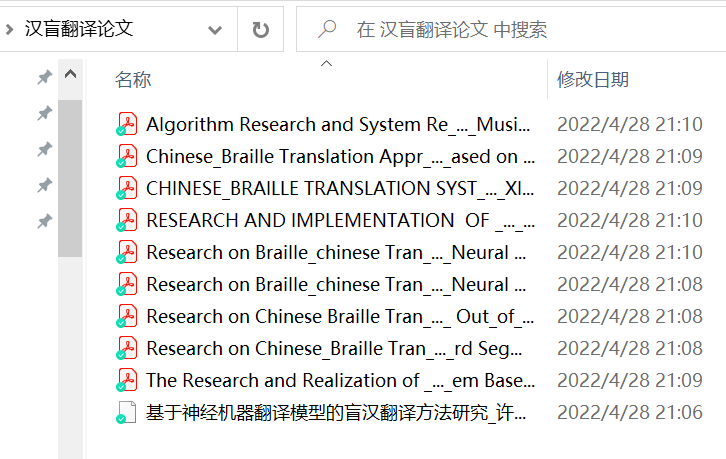 汉盲翻译论文 在 汉盲翻译论文 中搜索
名称 修改日期
Algorithm Research and System Re_..._Musi... 2022/4/28 21:10
Chinese_Braille Translation Appr_..._ased on ... 2022/4/28 21:09
CHINESE_BRAILLE TRANSLATION SYST_..._XI... 2022/4/28 21:09
RESEARCH AND IMPLEMENTATION  OF _..._... 2022/4/28 21:10
Research on Braille_chinese Tran_..._Neural ... 2022/4/28 21:10
Research on Braille_chinese Tran_..._Neural ... 2022/4/28 21:08
Research on Chinese Braille Tran_..._ Out_of_... 2022/4/28 21:08
Research on Chinese_Braille Tran_..._rd Seg... 2022/4/28 21:08
The Research and Realization of _..._em Base... 2022/4/28 21:09
基于神经机器翻译模型的盲汉翻译方法研究_许... 2022/4/28 21:06